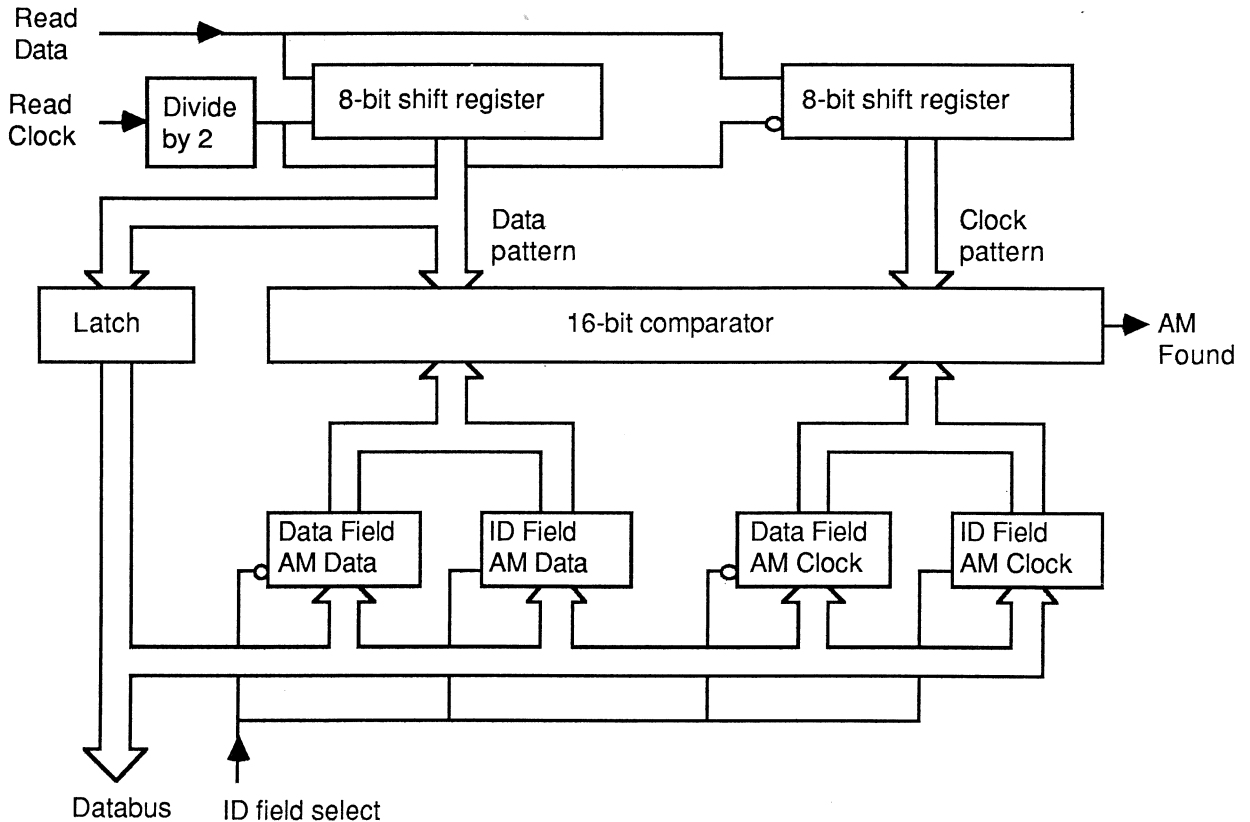 Read
Data
8-bit shift register
8-bit shift register
Read
Clock
Divide
by 2
Data
pattern
Clock
pattern
Latch
16-bit comparator
AM
Found
Data Field
AM Data
ID Field
AM Data
Data Field
AM Clock
ID Field
AM Clock
Databus
ID field select